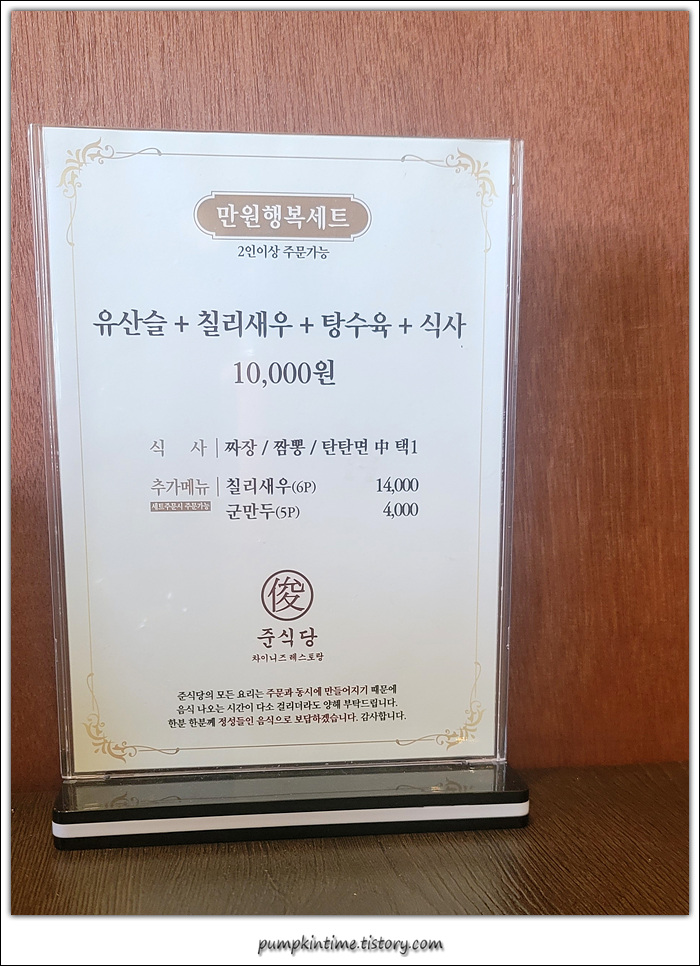 만원행복세트
2인이상 주문가능
유산슬 + 칠리새우 + 탕수육 + 식사
10,000원
식 사 | 짜장 / 짬뽕 / 탄탄면 中 택1
추가메뉴 | 칠리새우(6P) 14,000
세트주문시 주문가능 군만두(5P) 4,000
俊
준식당
차이니즈 레스토랑
준식당의 모든 요리는 주문과 동시에 만들어지기 때문에
음식 나오는 시간이 다소 걸리더라도 양해 부탁드립니다.
한분 한분께 정성들인 음식으로 보답하겠습니다. 감사합니다.
pumpkintime.tistory.com